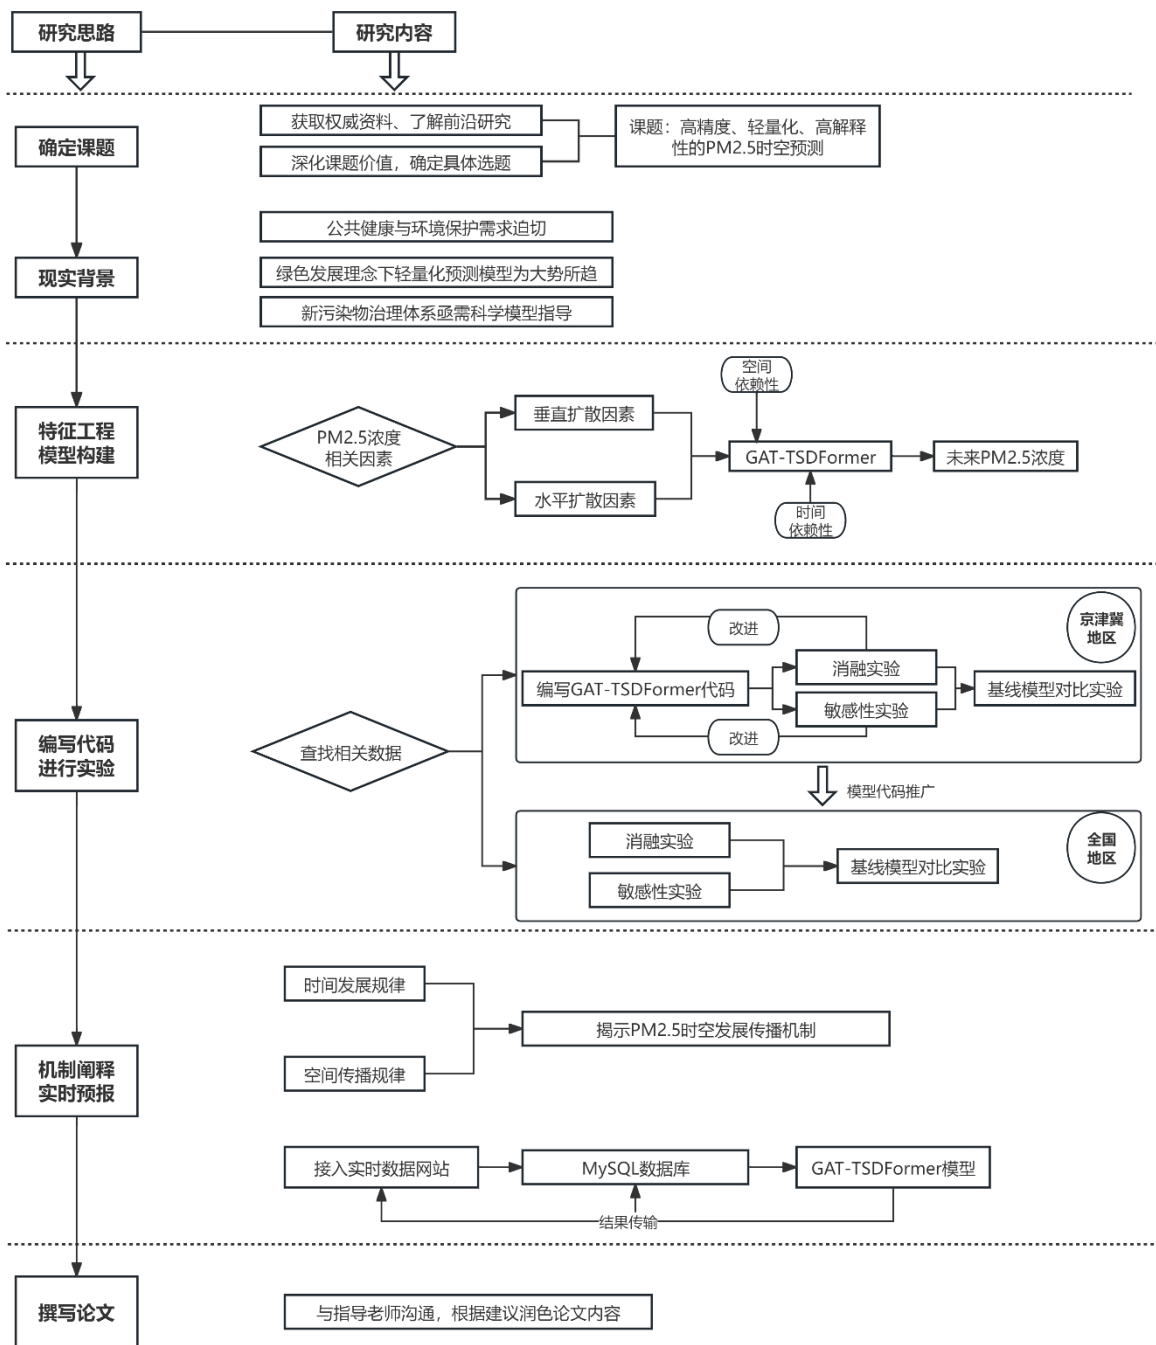 研究思路
研究内容
确定课题
获取权威资料、了解前沿研究
深化课题价值，确定具体选题
课题：高精度、轻量化、高解释
性的PM2.5时空预测
现实背景
公共健康与环境保护需求迫切
绿色发展理念下轻量化预测模型为大势所趋
新污染物治理体系亟需科学模型指导
特征工程
模型构建
PM2.5浓度
相关因素
垂直扩散因素
水平扩散因素
空间
依赖性
GAT-TSDFormer
时间
依赖性
未来PM2.5浓度
编写代码
进行实验
查找相关数据
京津冀
地区
改进
编写GAT-TSDFormer代码
消融实验
敏感性实验
改进
基线模型对比实验
模型代码推广
全国
地区
消融实验
敏感性实验
基线模型对比实验
机制阐释
实时预报
时间发展规律
空间传播规律
揭示PM2.5时空发展传播机制
接入实时数据网站
MySQL数据库
GAT-TSDFormer模型
结果传输
撰写论文
与指导老师沟通，根据建议润色论文内容